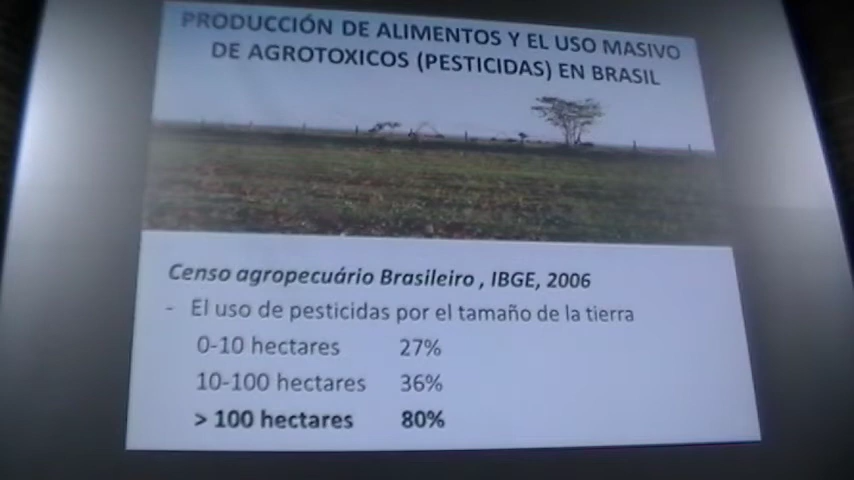 PRODUCCIÓN DE ALIMENTOS Y EL USO MASIVO
DE AGROTOXICOS (PESTICIDAS) EN BRASIL
Censo agropecuário Brasileiro , IBGE, 2006
- El uso de pesticidas por el tamaño de la tierra
0-10 hectares 27%
10-100 hectares 36%
> 100 hectares 80%